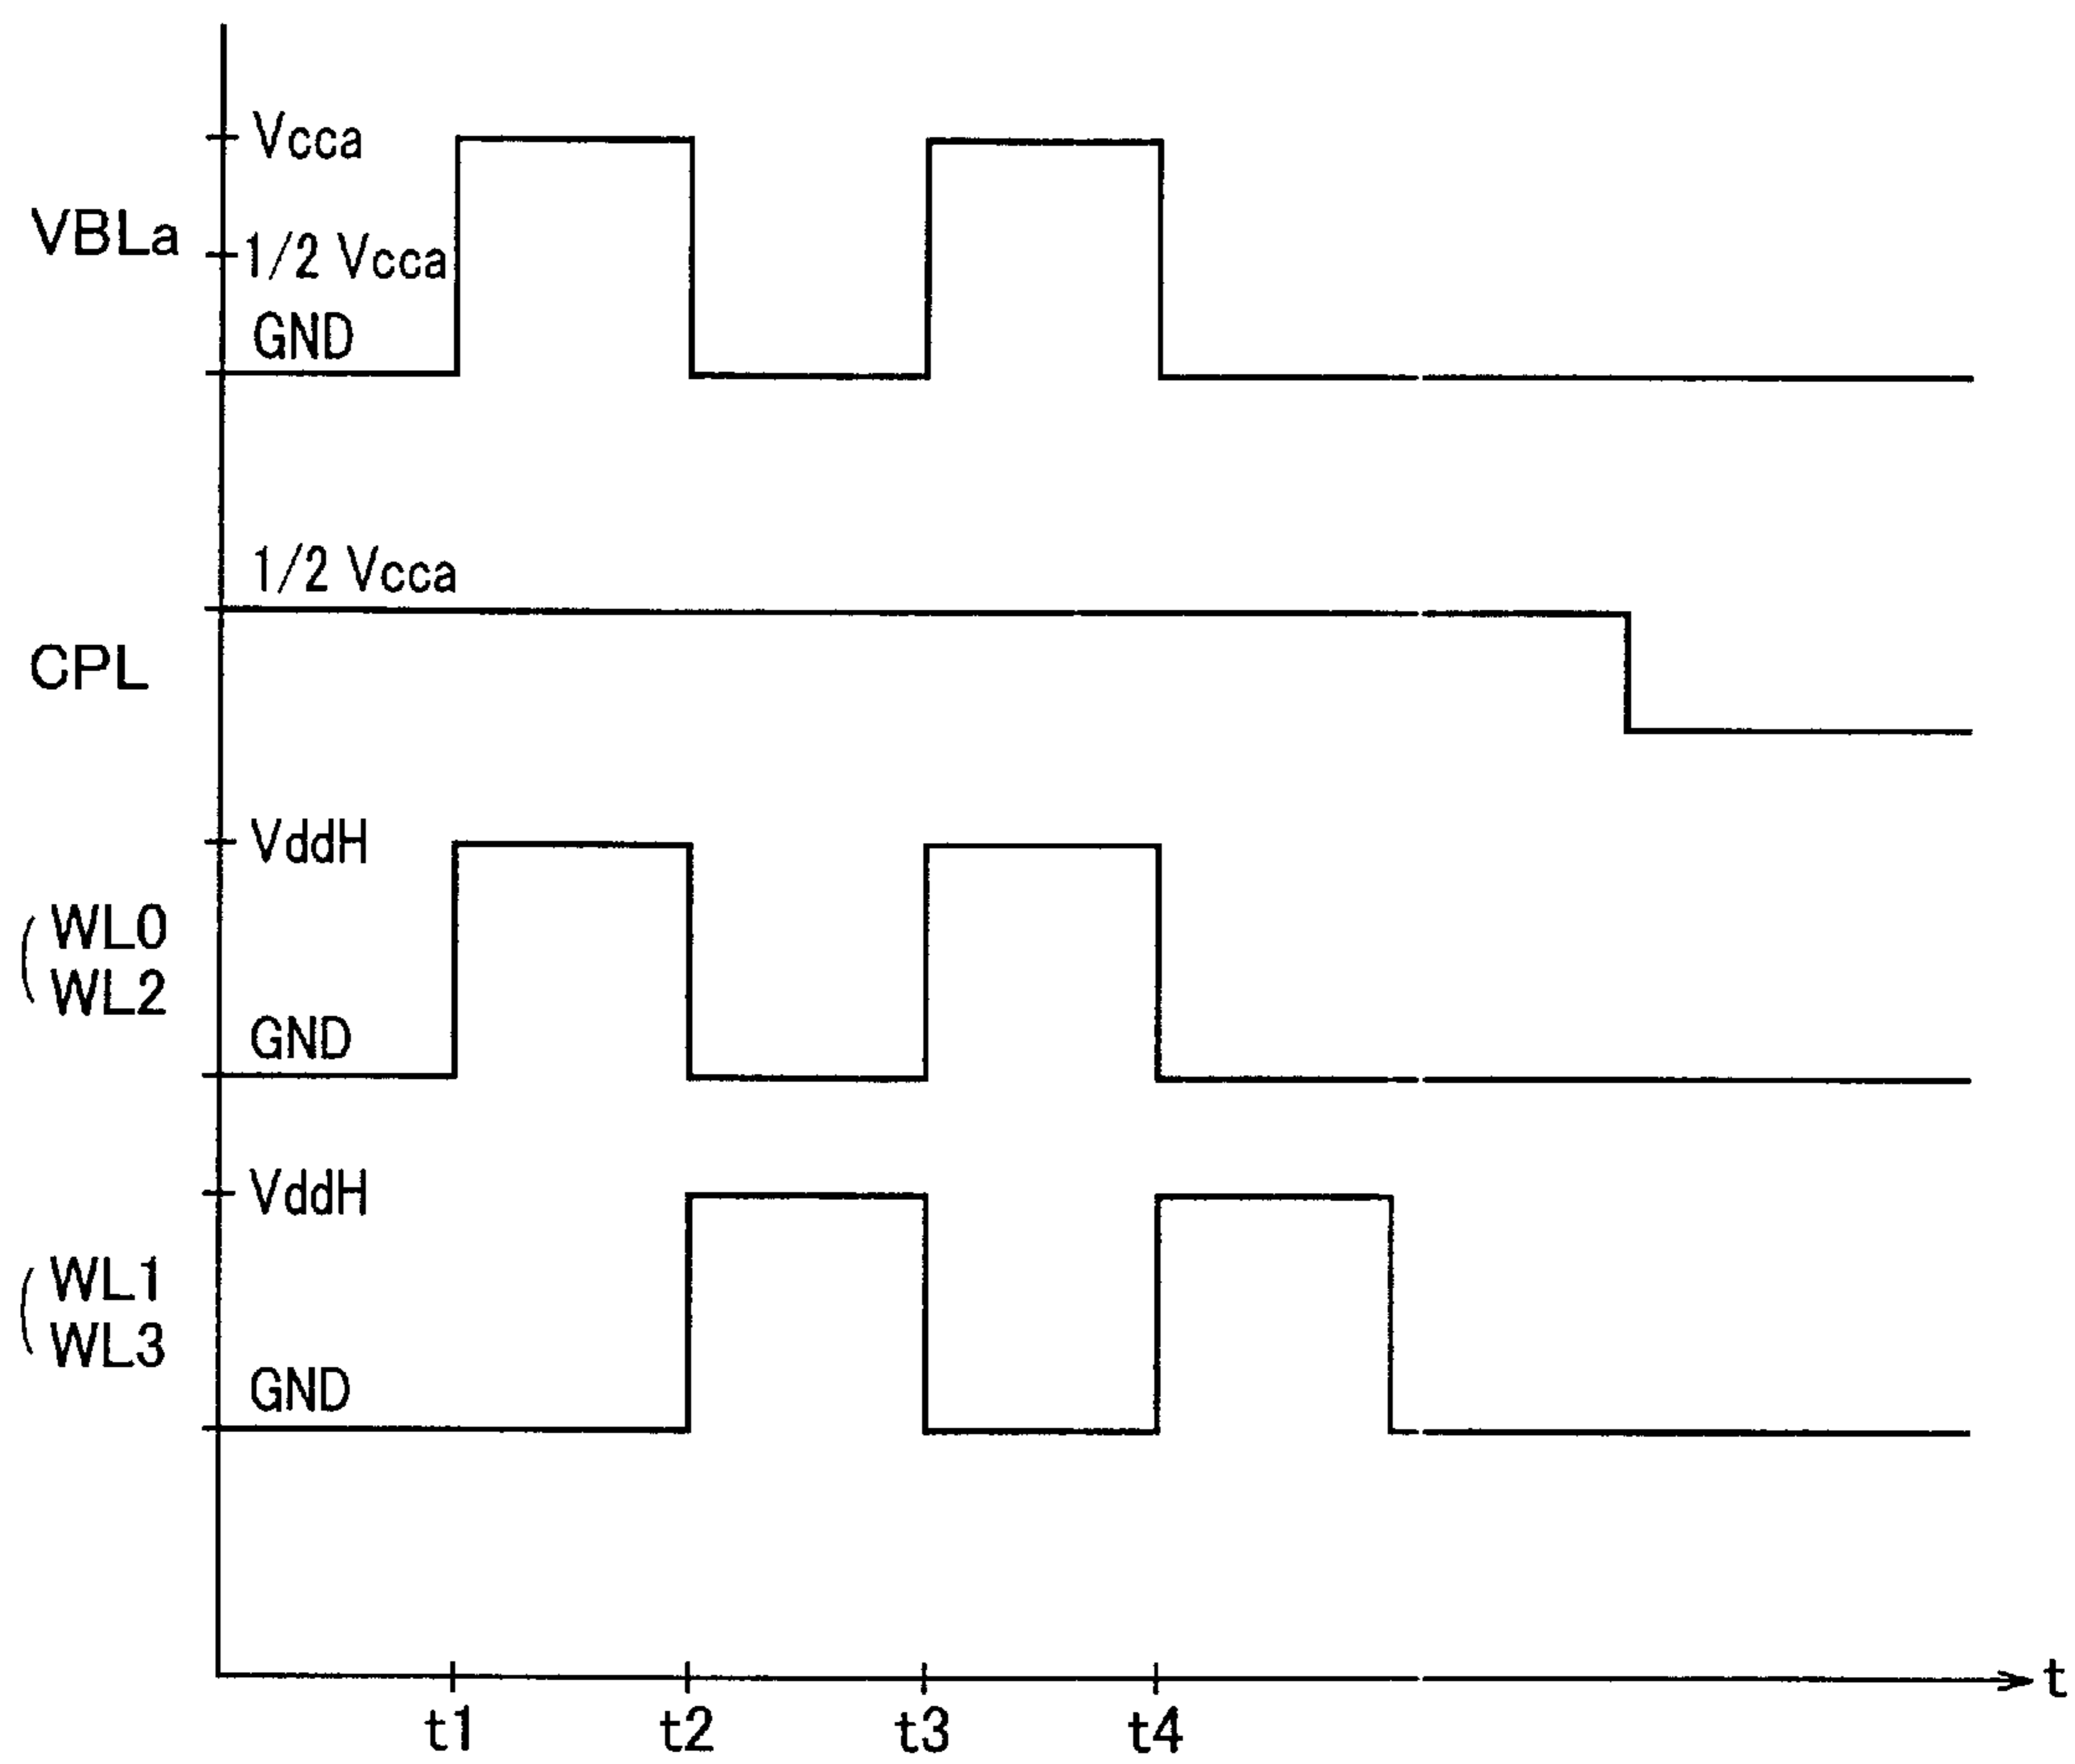 Vcca
VBLa
1/2 Vcca
GND
1/2 Vcca
CPL
VddH
WL0
WL2
GND
VddH
WL1
WL3
GND
t
t1 t2 t3 t4